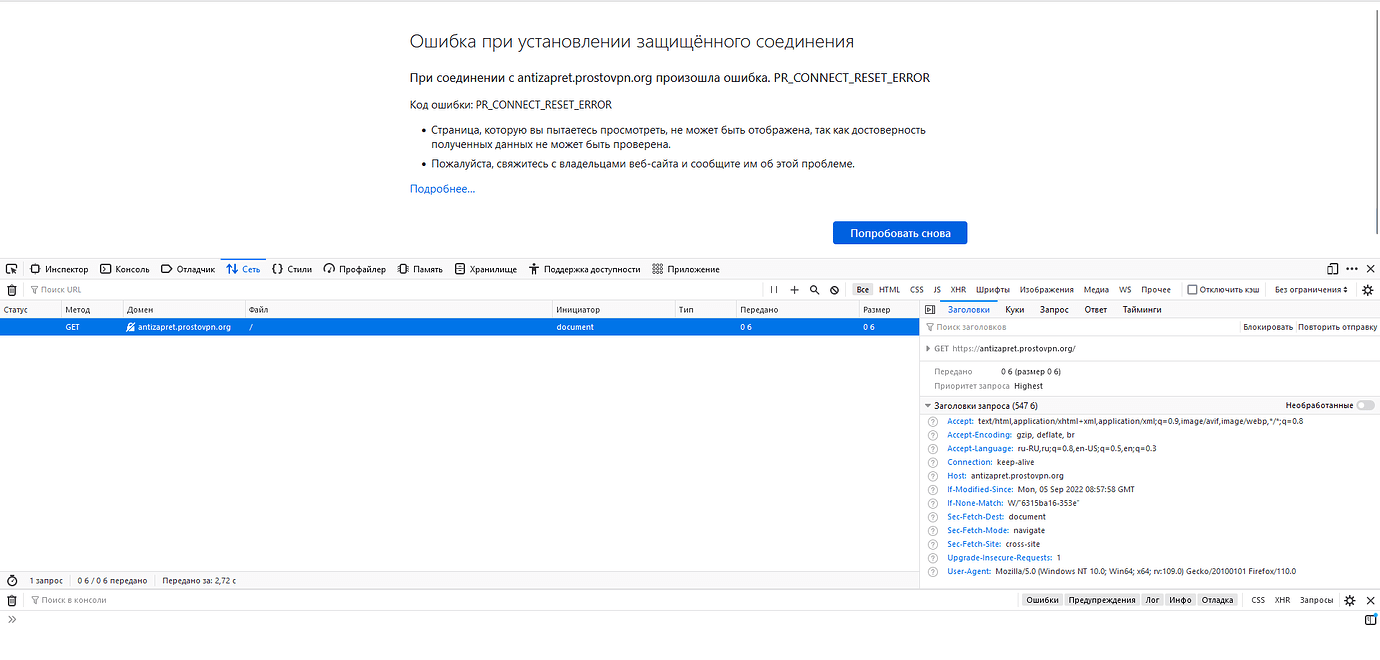 Ошибка при установлении защищённого соединения
При соединении с antizapret.prostovpn.org произошла ошибка. PR_CONNECT_RESET_ERROR
Код ошибки: PR_CONNECT_RESET_ERROR
• Страница, которую вы пытаетесь просмотреть, не может быть отображена, так как достоверность
полученных данных не может быть проверена.
• Пожалуйста, свяжитесь с владельцами веб-сайта и сообщите им об этой проблеме.
Подробнее...
Попробовать снова
Инспектор Консоль Отладчик Сеть Стили Профайлер Память Хранилище Поддержка доступности Приложение
Поиск URL Все HTML CSS JS XHR Шрифты Изображения Медиа WS Прочее Отключить кэш Без ограничения
Статус Метод Домен Файл Инициатор Тип Передано Размер
GET antizapret.prostovpn.org / document 0 б 0 б
Заголовки Куки Запрос Ответ Тайминги
Поиск заголовков Блокировать Повторить отправку
GET https://antizapret.prostovpn.org/
Передано 0 б (размер 0 б)
Приоритет запроса Highest
Заголовки запроса (547 б) Необработанные
Accept: text/html,application/xhtml+xml,application/xml;q=0.9,image/avif,image/webp,*/*;q=0.8
Accept-Encoding: gzip, deflate, br
Accept-Language: ru-RU,ru;q=0.8,en-US;q=0.5,en;q=0.3
Connection: keep-alive
Host: antizapret.prostovpn.org
If-Modified-Since: Mon, 05 Sep 2022 08:57:58 GMT
If-None-Match: W/"6315ba16-353e"
Sec-Fetch-Dest: document
Sec-Fetch-Mode: navigate
Sec-Fetch-Site: cross-site
Upgrade-Insecure-Requests: 1
User-Agent: Mozilla/5.0 (Windows NT 10.0; Win64; x64; rv:109.0) Gecko/20100101 Firefox/110.0
1 запрос 0 б / 0 б передано Передано за: 2,72 с
Поиск в консоли Ошибки Предупреждения Лог Инфо Отладка CSS XHR Запросы